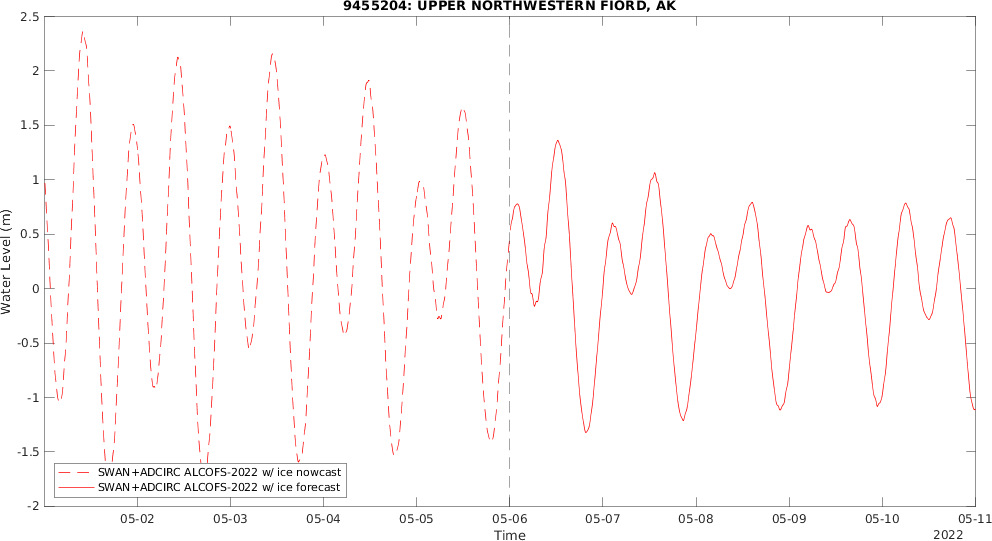 9455204: UPPER NORTHWESTERN FIORD, AK
2.5
2
1.5
1
0.5
0
-0.5
-1
-1.5
-2
Water Level (m)
SWAN+ADCIRC ALCOFS-2022 w/ ice nowcast
SWAN+ADCIRC ALCOFS-2022 w/ ice forecast
05-02 05-03 05-04 05-05 05-06 05-07 05-08 05-09 05-10 05-11
Time
2022